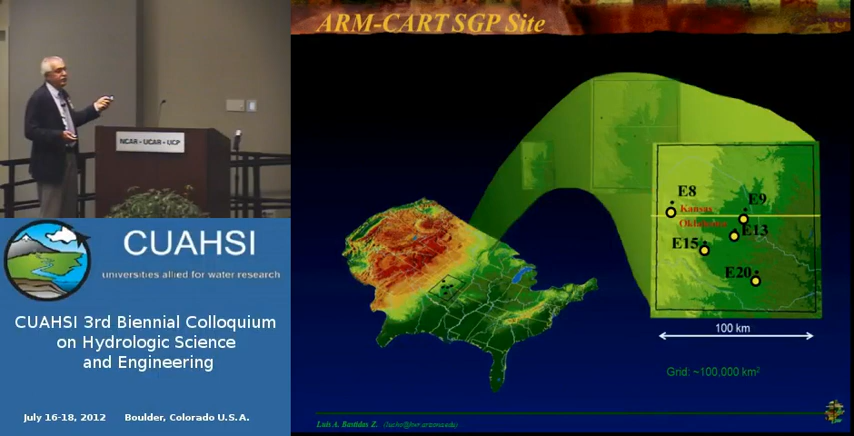 ARM-CART SGP Site
NCAR • UCAR • UCP
CUAHSI
universities allied for water research
CUAHSI 3rd Biennial Colloquium
on Hydrologic Science
and Engineering
July 16-18, 2012 Boulder, Colorado U.S.A.
E8
E9
Kansas
Oklahoma
E13
E15
E20
100 km
Grid: ~100,000 km²
Luis A. Bastidas Z.